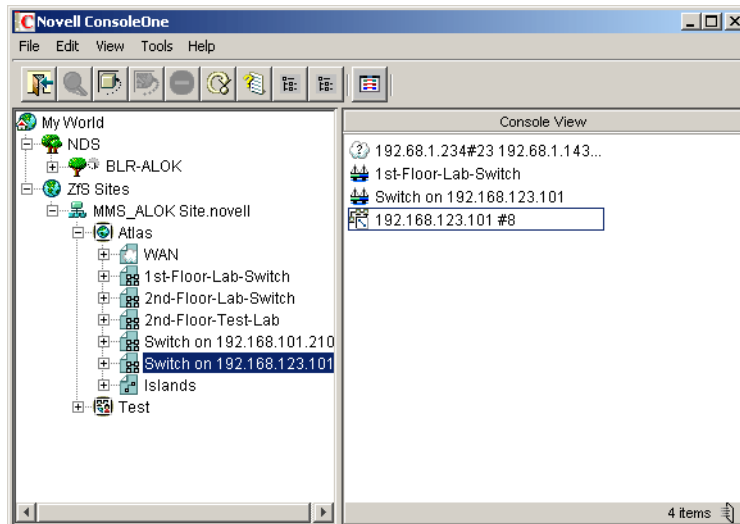 Novell ConsoleOne
File Edit View Tools Help
My World
NDS
BLR-ALOK
ZfS Sites
MMS_ALOK Site.novell
Atlas
WAN
1st-Floor-Lab-Switch
2nd-Floor-Lab-Switch
2nd-Floor-Test-Lab
Switch on 192.168.101.210
Switch on 192.168.123.101
Islands
Test
Console View
192.68.1.234#23 192.68.1.143...
1st-Floor-Lab-Switch
Switch on 192.168.123.101
192.168.123.101 #8
4 items